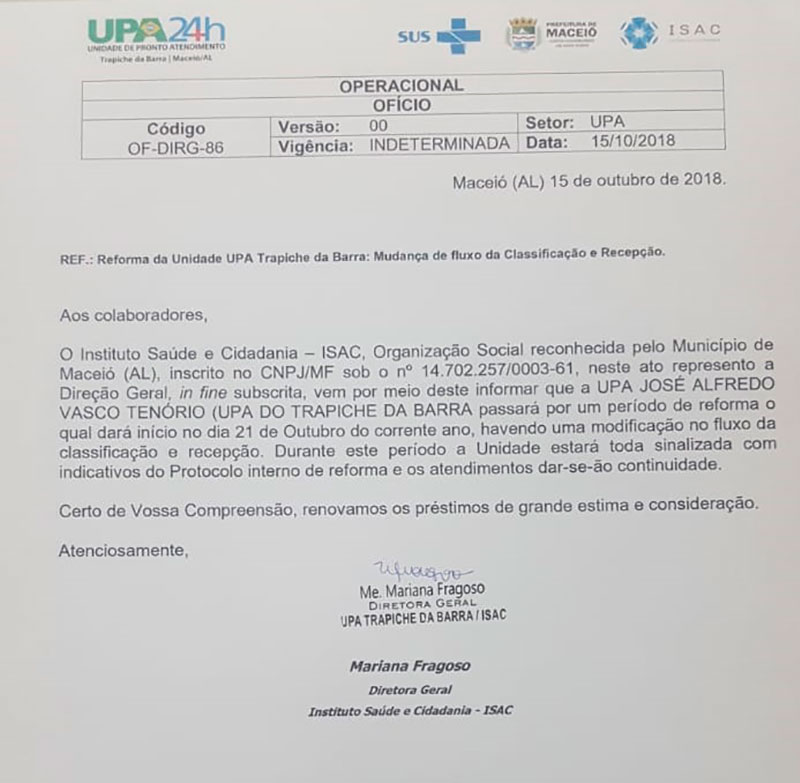 UPA24h
UNIDADE DE PRONTO ATENDIMENTO
Trapiche da Barra | Maceió/AL
SUS
PREFEITURA DE
MACEIÓ
ISAC
OPERACIONAL
OFÍCIO
Código
OF-DIRG-86
Versão: 00
Setor: UPA
Vigência: INDETERMINADA
Data: 15/10/2018
Maceió (AL) 15 de outubro de 2018.
REF.: Reforma da Unidade UPA Trapiche da Barra: Mudança de fluxo da Classificação e Recepção.
Aos colaboradores,
O Instituto Saúde e Cidadania – ISAC, Organização Social reconhecida pelo Município de
Maceió (AL), inscrito no CNPJ/MF sob o nº 14.702.257/0003-61, neste ato represento a
Direção Geral, in fine subscrita, vem por meio deste informar que a UPA JOSÉ ALFREDO
VASCO TENÓRIO (UPA DO TRAPICHE DA BARRA passará por um período de reforma o
qual dará início no dia 21 de Outubro do corrente ano, havendo uma modificação no fluxo da
classificação e recepção. Durante este período a Unidade estará toda sinalizada com
indicativos do Protocolo interno de reforma e os atendimentos dar-se-ão continuidade.
Certo de Vossa Compreensão, renovamos os préstimos de grande estima e consideração.
Atenciosamente,
Me. Mariana Fragoso
DIRETORA GERAL
UPA TRAPICHE DA BARRA / ISAC
Mariana Fragoso
Diretora Geral
Instituto Saúde e Cidadania - ISAC